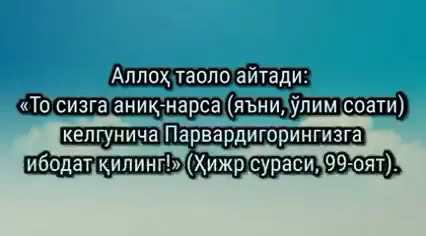 Аллоҳ таоло айтади:
«То сизга аниқ-нарса (яъни, ўлим соати)
келгунича Парвардигорингизга
ибодат қилинг!» (Ҳижр сураси, 99-оят).